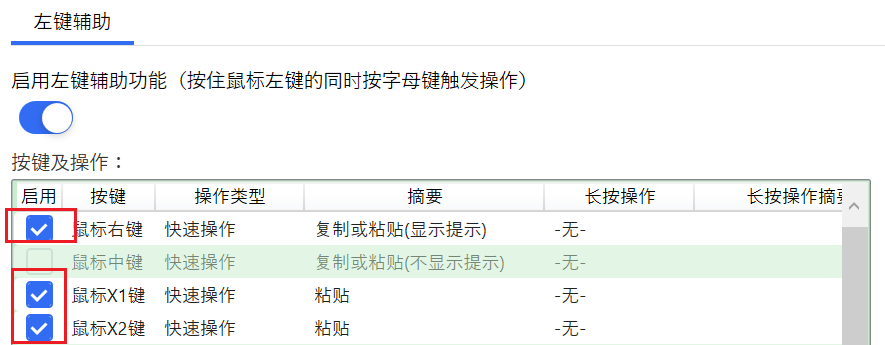 左键辅助
启用左键辅助功能（按住鼠标左键的同时按字母键触发操作）
按键及操作：
启用 按键 操作类型 摘要 长按操作 长按操作摘要
鼠标右键 快速操作 复制或粘贴(显示提示) -无-
鼠标中键 快速操作 复制或粘贴(不显示提示) -无-
鼠标X1键 快速操作 粘贴 -无-
鼠标X2键 快速操作 粘贴 -无-